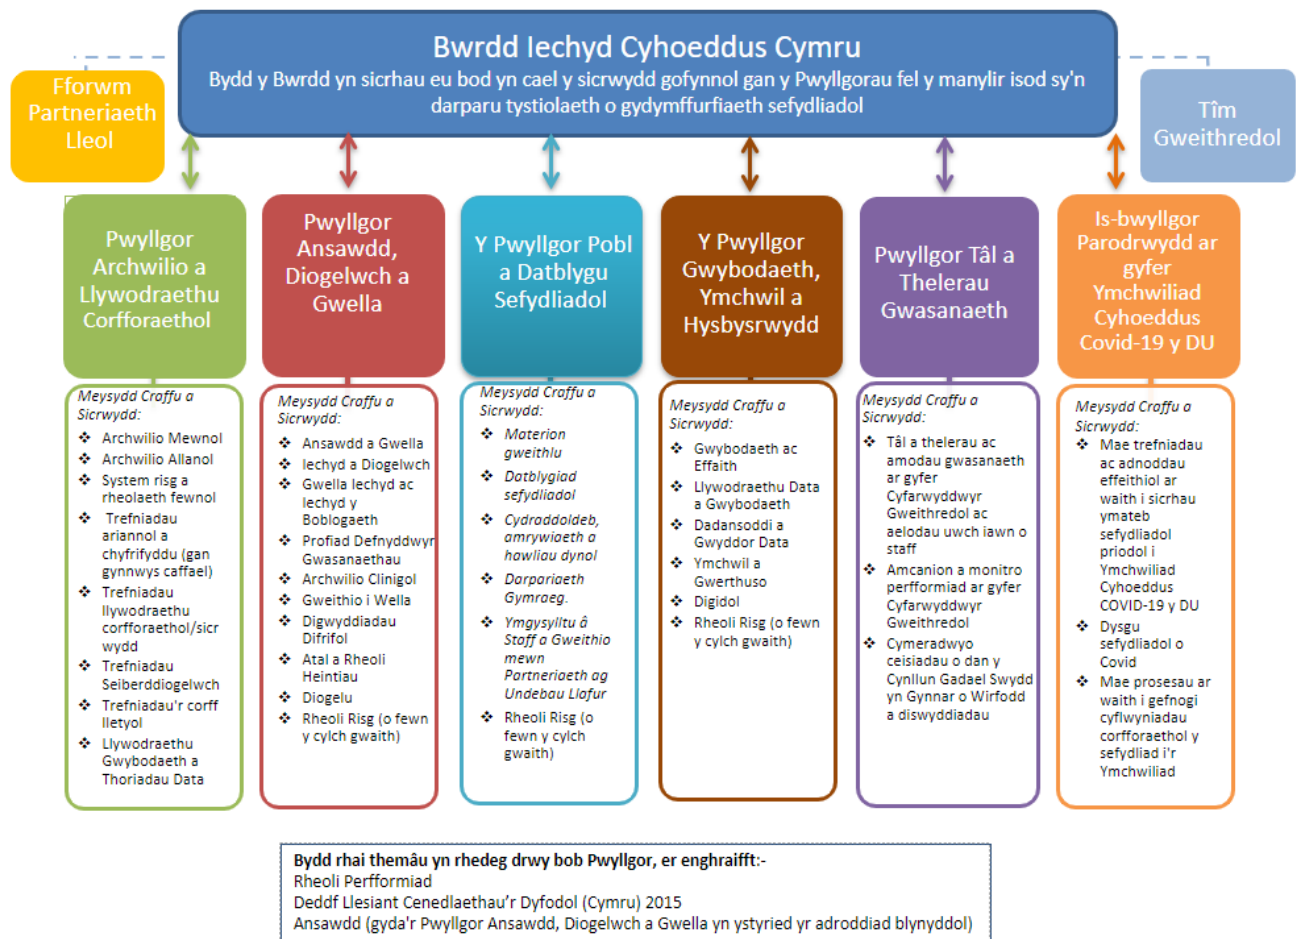 Bwrdd Iechyd Cyhoeddus Cymru
Bydd y Bwrdd yn sicrhau eu bod yn cael y sicrwydd gofynnol gan y Pwyllgorau fel y manylir isod sy'n
darparu tystiolaeth o gydymffurfiaeth sefydliadol
Fforwm
Partneriaeth
Lleol
Tîm
Gweithredol
Pwyllgor
Archwilio a
Llywodraethu
Corfforaethol
Pwyllgor
Ansawdd,
Diogelwch a
Gwella
Y Pwyllgor Pobl
a Datblygu
Sefydliadol
Y Pwyllgor
Gwybodaeth,
Ymchwil a
Hysbysrwydd
Pwyllgor Tâl a
Thelerau
Gwasanaeth
Is-bwyllgor
Parodrwydd ar
gyfer
Ymchwiliad
Cyhoeddus
Covid-19 y DU
Meysydd Craffu a
Sicrwydd:
❖ Archwilio Mewnol
❖ Archwilio Allanol
❖ System risg a
rheolaeth fewnol
❖ Trefniadau
ariannol a
chyfrifyddu (gan
gynnwys caffael)
❖ Trefniadau
llywodraethu
corfforaethol/sicr
wydd
❖ Trefniadau
Seiberddiogelwch
❖ Trefniadau'r corff
lletyol
❖ Llywodraethu
Gwybodaeth a
Thoriadau Data
Meysydd Craffu a
Sicrwydd:
❖ Ansawdd a Gwella
❖ Iechyd a Diogelwch
❖ Gwella Iechyd ac
Iechyd y
Boblogaeth
❖ Profiad Defnyddwyr
Gwasanaethau
❖ Archwilio Clinigol
❖ Gweithio i Wella
❖ Digwyddiadau
Difrifol
❖ Atal a Rheoli
Heintiau
❖ Diogelu
❖ Rheoli Risg (o fewn
y cylch gwaith)
Meysydd Craffu a
Sicrwydd:
❖ Materion
gweithlu
❖ Datblygiad
sefydliadol
❖ Cydraddoldeb,
amrywiaeth a
hawliau dynol
❖ Darpariaeth
Gymraeg.
❖ Ymgysylltu â
Staff a Gweithio
mewn
Partneriaeth ag
Undebau Llafur
❖ Rheoli Risg (o
fewn y cylch
gwaith)
Meysydd Craffu a
Sicrwydd:
❖ Gwybodaeth ac
Effaith
❖ Llywodraethu Data
a Gwybodaeth
❖ Dadansoddi a
Gwyddor Data
❖ Ymchwil a
Gwerthuso
❖ Digidol
❖ Rheoli Risg (o fewn
y cylch gwaith)
Meysydd Craffu a
Sicrwydd:
❖ Tâl a thelerau ac
amodau gwasanaeth
ar gyfer
Cyfarwyddwyr
Gweithredol ac
aelodau uwch iawn o
staff
❖ Amcanion a monitro
perfformiad ar gyfer
Cyfarwyddwyr
Gweithredol
❖ Cymeradwyo
ceisiadau o dan y
Cynllun Gadael Swydd
yn Gynnar o Wirfodd
a diswyddiadau
Meysydd Craffu a
Sicrwydd:
❖ Mae trefniadau
ac adnoddau
effeithiol ar
waith i sicrhau
ymateb
sefydliadol
priodol i
Ymchwiliad
Cyhoeddus
COVID-19 y DU
❖ Dysgu
sefydliadol o
Covid
❖ Mae prosesau ar
waith i gefnogi
cyflwyniadau
corfforaethol y
sefydliad i'r
Ymchwiliad
Bydd rhai themâu yn rhedeg drwy bob Pwyllgor, er enghraifft:-
Rheoli Perfformiad
Deddf Llesiant Cenedlaethau’r Dyfodol (Cymru) 2015
Ansawdd (gyda'r Pwyllgor Ansawdd, Diogelwch a Gwella yn ystyried yr adroddiad blynyddol)